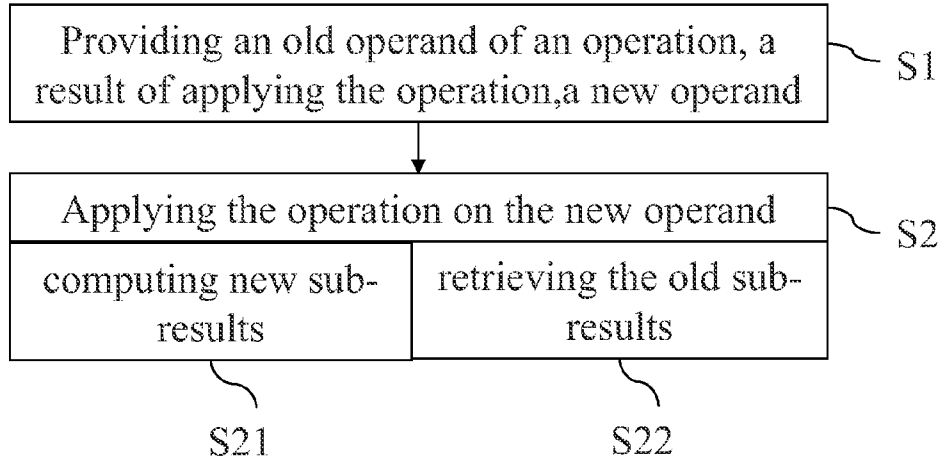 Providing an old operand of an operation, a
result of applying the operation,a new operand
S1
Applying the operation on the new operand
S2
computing new sub-
results
retrieving the old sub-
results
S21
S22